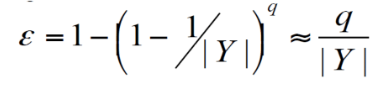 ε = 1 − (1 − 1/|Y|)^q ≈ q/|Y|